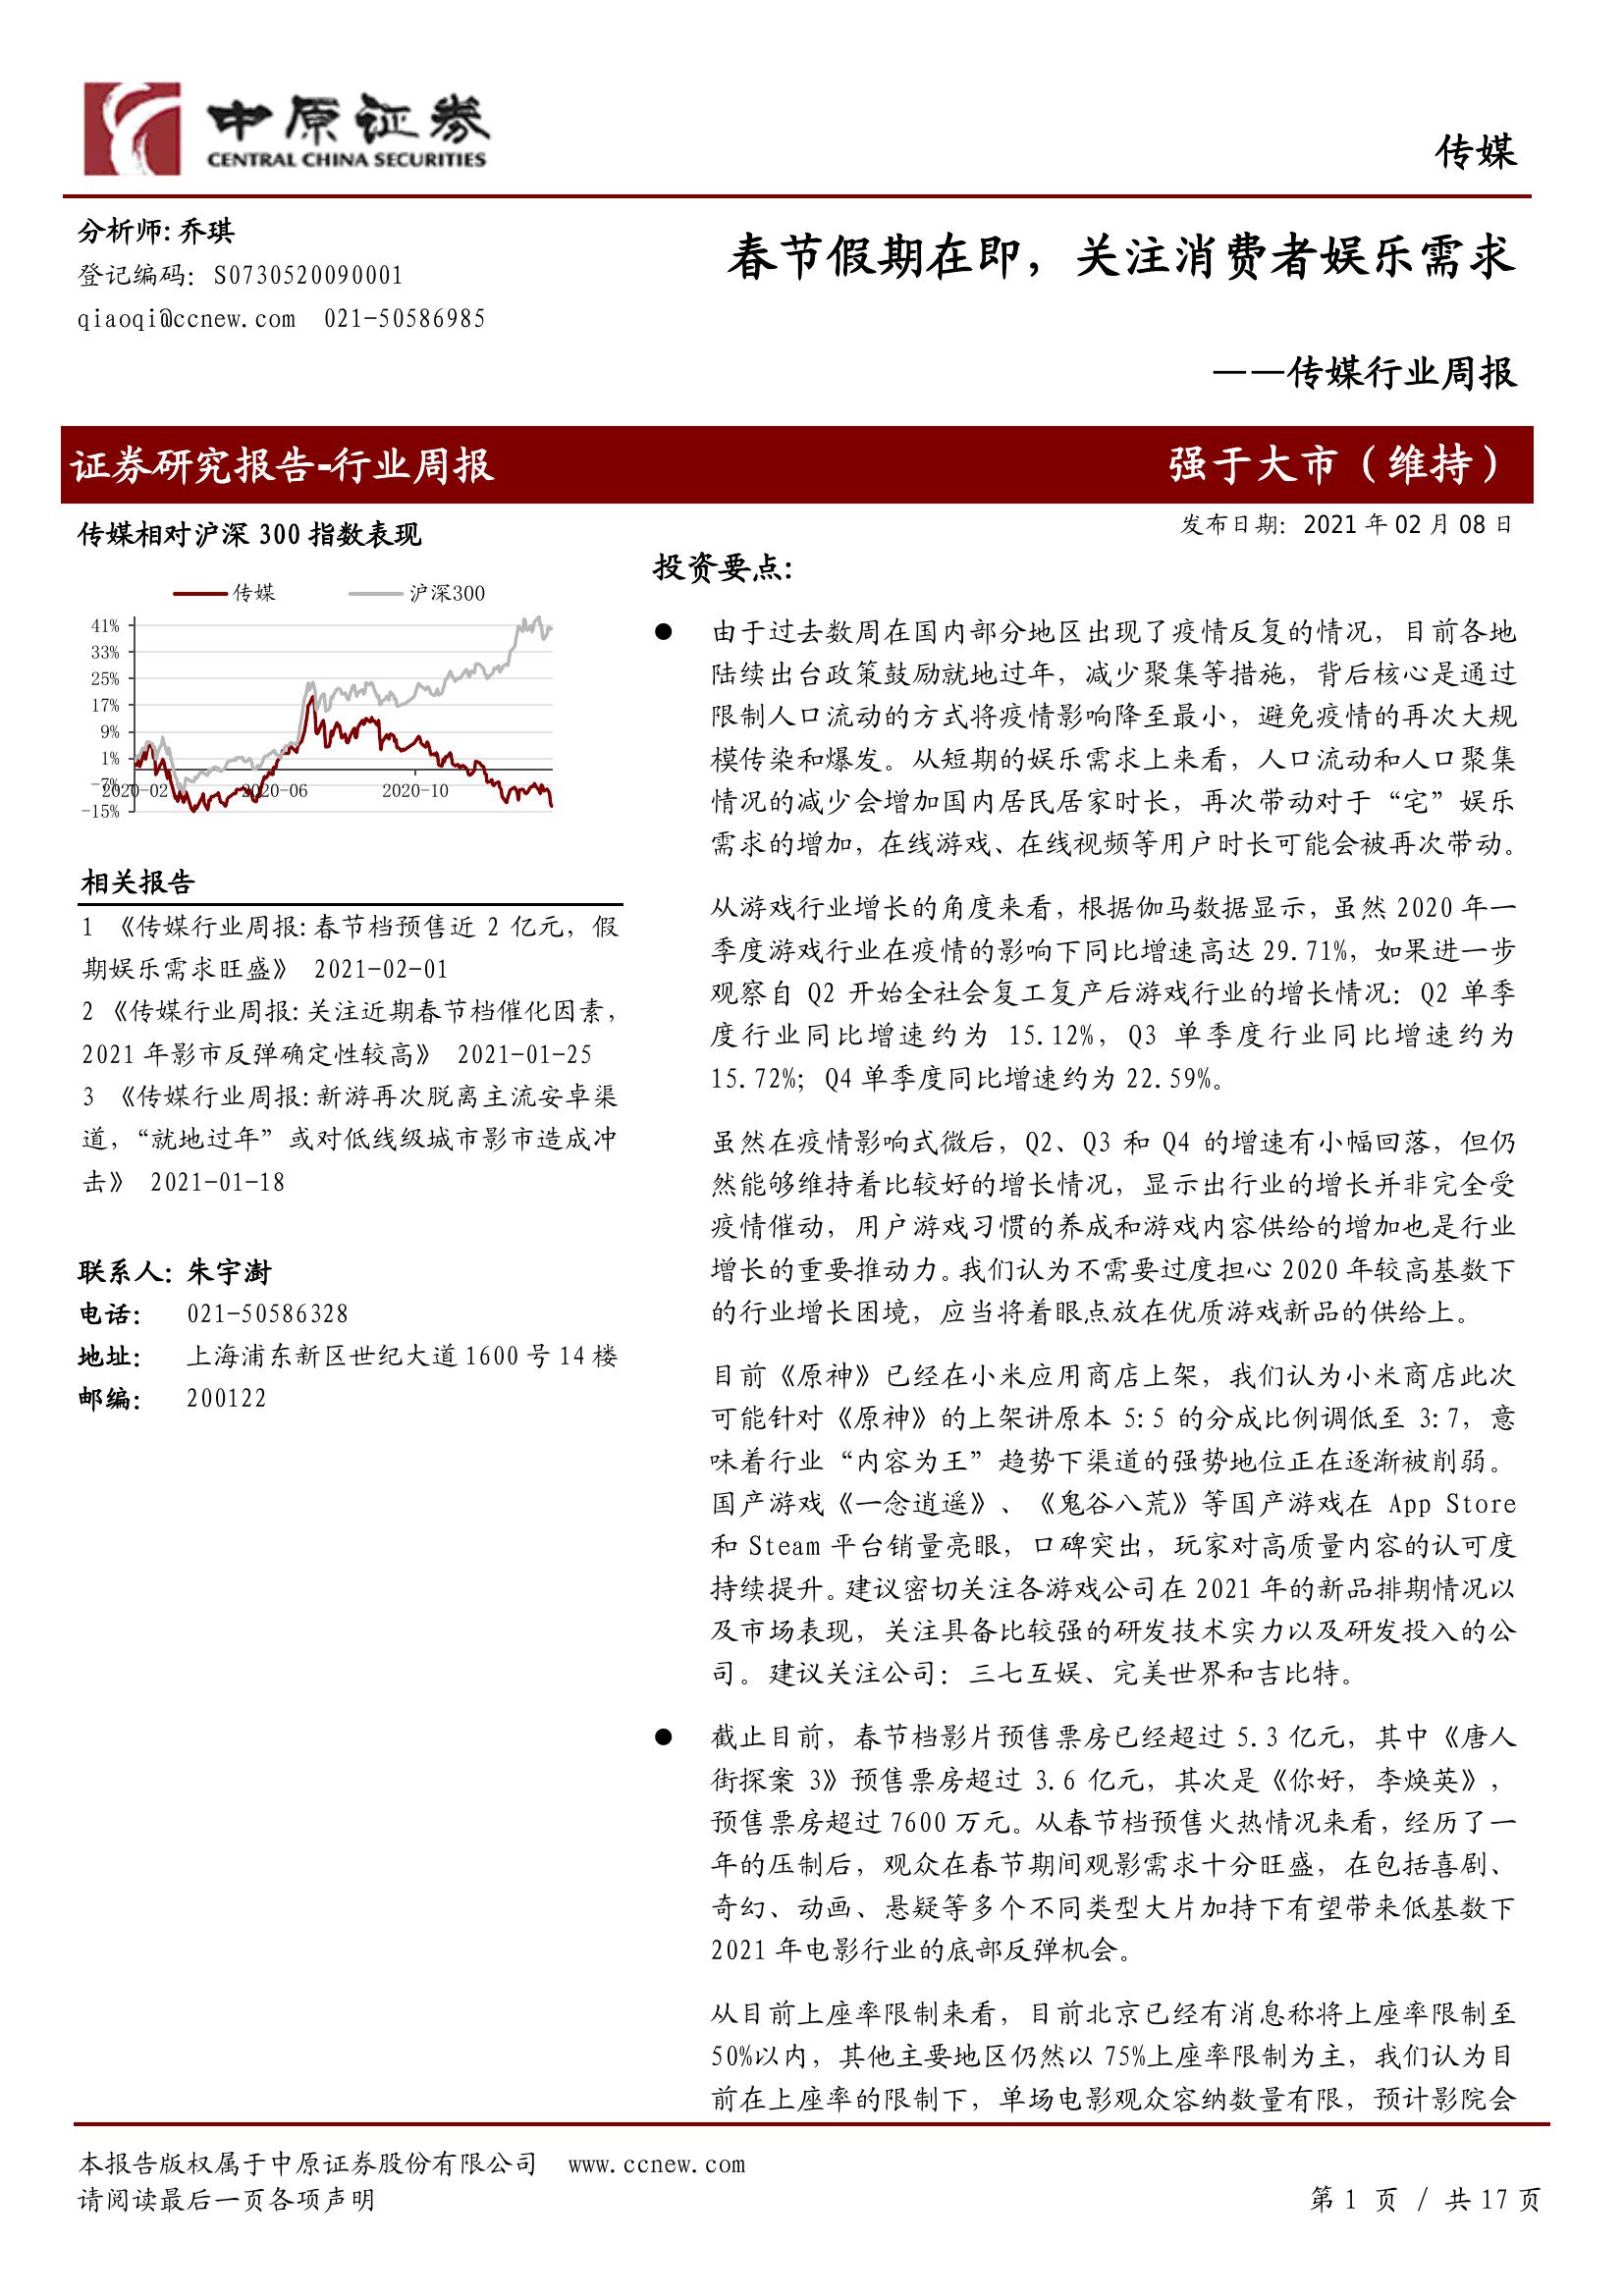 中原证券
CENTRAL CHINA SECURITIES
传媒
分析师:乔琪
登记编码：S0730520090001
qiaoqi@ccnew.com 021-50586985
春节假期在即，关注消费者娱乐需求
——传媒行业周报
证券研究报告-行业周报
强于大市（维持）
传媒相对沪深 300 指数表现
传媒 沪深300
41%
33%
25%
17%
9%
1%
-7%
-15%
2020-02 2020-06 2020-10
相关报告
1 《传媒行业周报:春节档预售近 2 亿元，假
期娱乐需求旺盛》 2021-02-01
2 《传媒行业周报:关注近期春节档催化因素，
2021 年影市反弹确定性较高》 2021-01-25
3 《传媒行业周报:新游再次脱离主流安卓渠
道，“就地过年”或对低线级城市影市造成冲
击》 2021-01-18
联系人: 朱宇澍
电话: 021-50586328
地址: 上海浦东新区世纪大道 1600 号 14 楼
邮编: 200122
发布日期：2021 年 02 月 08 日
投资要点:
● 由于过去数周在国内部分地区出现了疫情反复的情况，目前各地
陆续出台政策鼓励就地过年，减少聚集等措施，背后核心是通过
限制人口流动的方式将疫情影响降至最小，避免疫情的再次大规
模传染和爆发。从短期的娱乐需求上来看，人口流动和人口聚集
情况的减少会增加国内居民居家时长，再次带动对于“宅”娱乐
需求的增加，在线游戏、在线视频等用户时长可能会被再次带动。
从游戏行业增长的角度来看，根据伽马数据显示，虽然 2020 年一
季度游戏行业在疫情的影响下同比增速高达 29.71%，如果进一步
观察自 Q2 开始全社会复工复产后游戏行业的增长情况：Q2 单季
度行业同比增速约为 15.12%，Q3 单季度行业同比增速约为
15.72%；Q4 单季度同比增速约为 22.59%。
虽然在疫情影响式微后，Q2、Q3 和 Q4 的增速有小幅回落，但仍
然能够维持着比较好的增长情况，显示出行业的增长并非完全受
疫情催动，用户游戏习惯的养成和游戏内容供给的增加也是行业
增长的重要推动力。我们认为不需要过度担心 2020 年较高基数下
的行业增长困境，应当将着眼点放在优质游戏新品的供给上。
目前《原神》已经在小米应用商店上架，我们认为小米商店此次
可能针对《原神》的上架讲原本 5:5 的分成比例调低至 3:7，意
味着行业“内容为王”趋势下渠道的强势地位正在逐渐被削弱。
国产游戏《一念逍遥》、《鬼谷八荒》等国产游戏在 App Store
和 Steam 平台销量亮眼，口碑突出，玩家对高质量内容的认可度
持续提升。建议密切关注各游戏公司在 2021 年的新品排期情况以
及市场表现，关注具备比较强的研发技术实力以及研发投入的公
司。建议关注公司：三七互娱、完美世界和吉比特。
● 截止目前，春节档影片预售票房已经超过 5.3 亿元，其中《唐人
街探案 3》预售票房超过 3.6 亿元，其次是《你好，李焕英》，
预售票房超过 7600 万元。从春节档预售火热情况来看，经历了一
年的压制后，观众在春节期间观影需求十分旺盛，在包括喜剧、
奇幻、动画、悬疑等多个不同类型大片加持下有望带来低基数下
2021 年电影行业的底部反弹机会。
从目前上座率限制来看，目前北京已经有消息称将上座率限制至
50%以内，其他主要地区仍然以 75%上座率限制为主，我们认为目
前在上座率的限制下，单场电影观众容纳数量有限，预计影院会
本报告版权属于中原证券股份有限公司 www.ccnew.com
请阅读最后一页各项声明
第 1 页 / 共 17 页